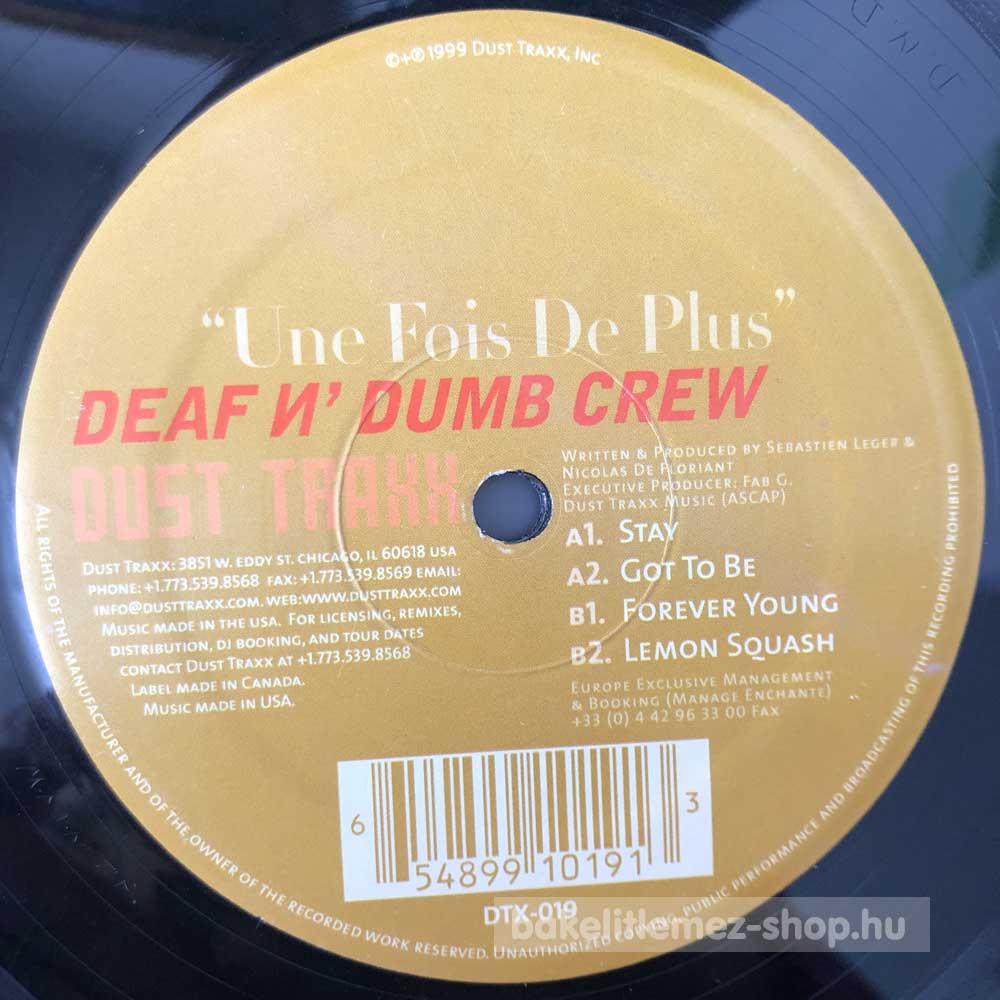 ©+℗ 1999 DUST TRAXX, INC
DMM
"Une Fois De Plus"
DEAF И' DUMB CREW
DUST TRAXX
DUST TRAXX: 3851 W. EDDY ST. CHICAGO, IL 60618 USA
PHONE: +1.773.539.8568 FAX: +1.773.539.8569 EMAIL:
INFO@DUSTTRAXX.COM. WEB:WWW.DUSTTRAXX.COM
MUSIC MADE IN THE USA. FOR LICENSING, REMIXES,
DISTRIBUTION, DJ BOOKING, AND TOUR DATES
CONTACT DUST TRAXX AT +1.773.539.8568
LABEL MADE IN CANADA.
MUSIC MADE IN USA.
WRITTEN & PRODUCED BY SEBASTIEN LEGER &
NICOLAS DE FLORIANT
EXECUTIVE PRODUCER: FAB G.
DUST TRAXX MUSIC (ASCAP)
A1. STAY
A2. GOT TO BE
B1. FOREVER YOUNG
B2. LEMON SQUASH
EUROPE EXCLUSIVE MANAGEMENT
& BOOKING (MANAGE ENCHANTE)
+33 (0) 4 42 96 33 00 FAX
6 54899 10191 3
DTX-019
ALL RIGHTS OF THE MANUFACTURER AND OF THE OWNER OF THE RECORDED WORK RESERVED. UNAUTHORIZED COPYING, PUBLIC PERFORMANCE AND BROADCASTING OF THIS RECORDING PROHIBITED
bakelitlemez-shop.hu